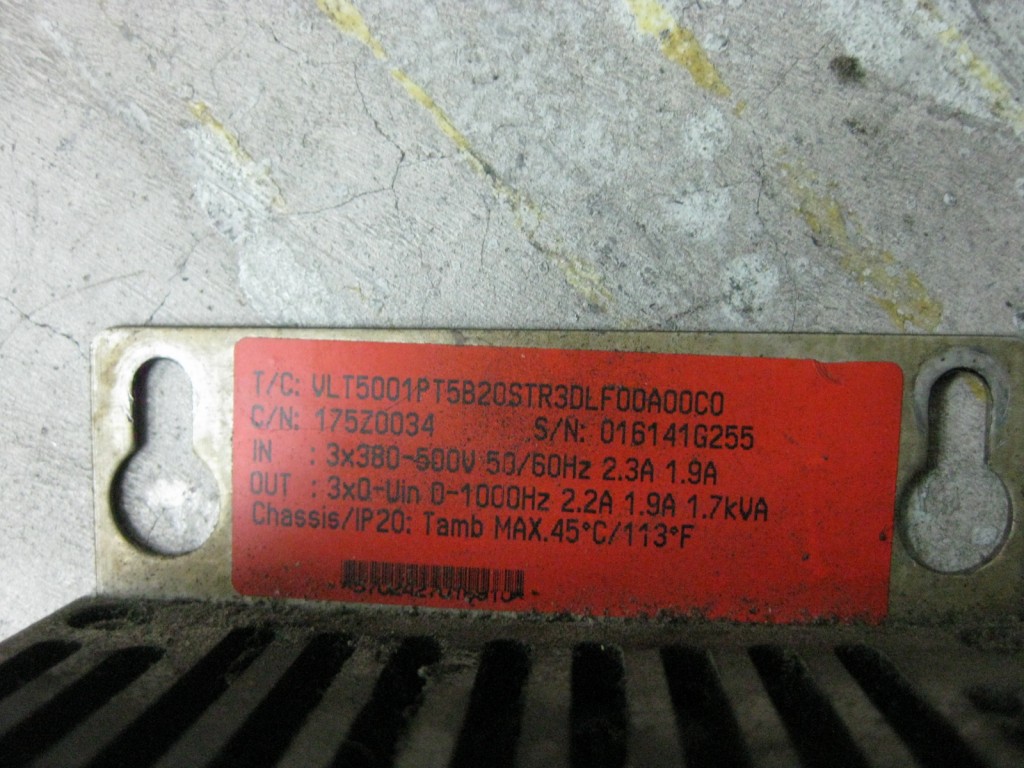 T/C: VLT5001PT5B20STR3DLF00A00C0
C/N: 175Z0034 S/N: 016141G255
IN : 3x380-500V 50/60Hz 2.3A 1.9A
OUT : 3x0-Uin 0-1000Hz 2.2A 1.9A 1.7kVA
Chassis/IP20: Tamb MAX.45°C/113°F